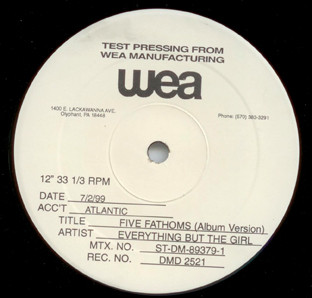 TEST PRESSING FROM
WEA MANUFACTURING
wea
1400 E. LACKAWANNA AVE.
Olyphant, PA 18448
Phone: (570) 383-3291
12" 33 1/3 RPM
DATE 7/2/99
ACC'T ATLANTIC
TITLE FIVE FATHOMS (Album Version)
ARTIST EVERYTHING BUT THE GIRL
MTX. NO. ST-DM-89379-1
REC. NO. DMD 2521